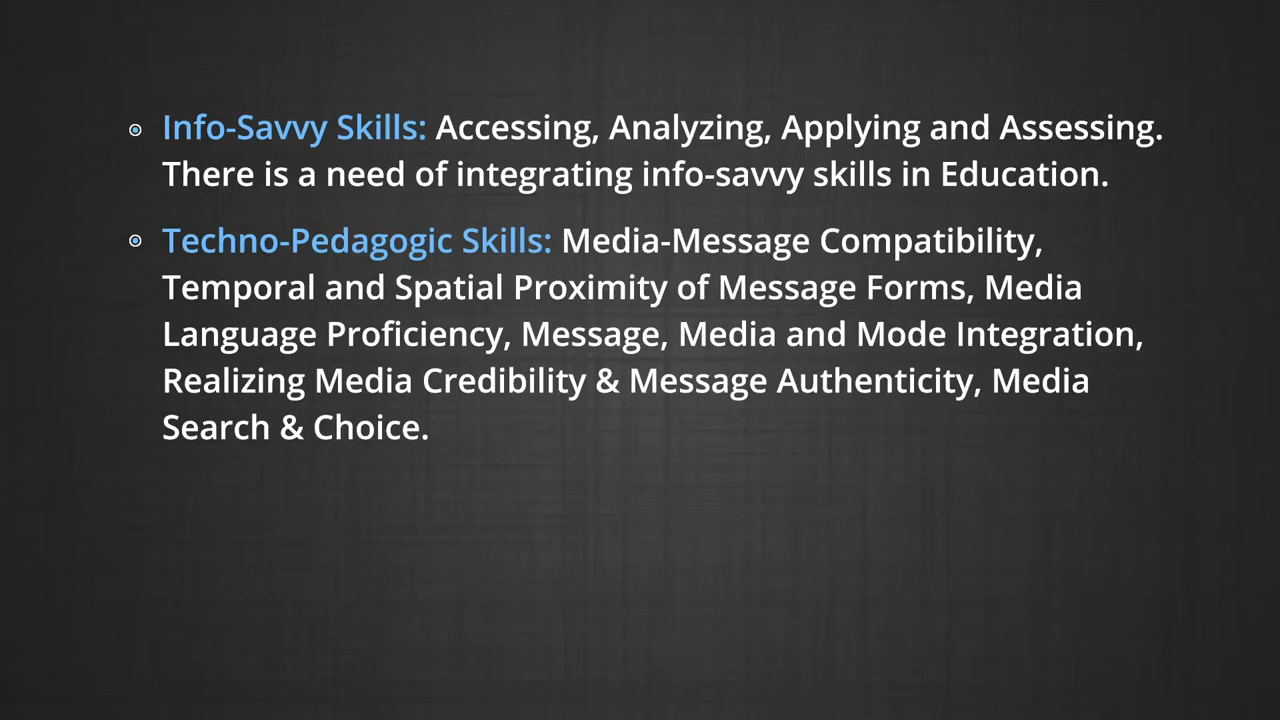 Info-Savvy Skills: Accessing, Analyzing, Applying and Assessing.
There is a need of integrating info-savvy skills in Education.
Techno-Pedagogic Skills: Media-Message Compatibility,
Temporal and Spatial Proximity of Message Forms, Media
Language Proficiency, Message, Media and Mode Integration,
Realizing Media Credibility & Message Authenticity, Media
Search & Choice.